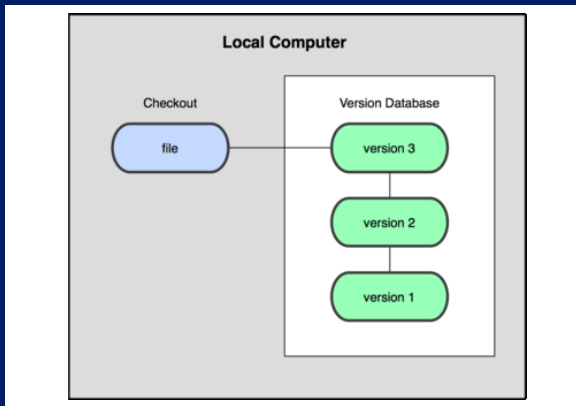 Local Computer
Checkout
Version Database
file
version 3
version 2
version 1